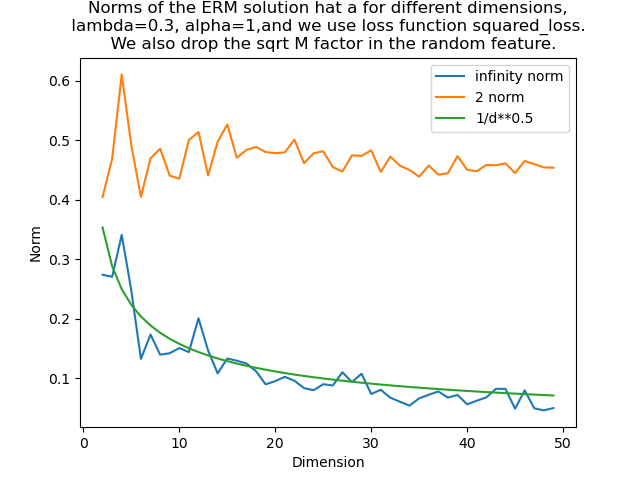 Norms of the ERM solution hat a for different dimensions,
lambda=0.3, alpha=1,and we use loss function squared_loss.
We also drop the sqrt M factor in the random feature.
infinity norm
2 norm
1/d**0.5
0.6
0.5
0.4
0.3
0.2
0.1
Norm
0 10 20 30 40 50
Dimension